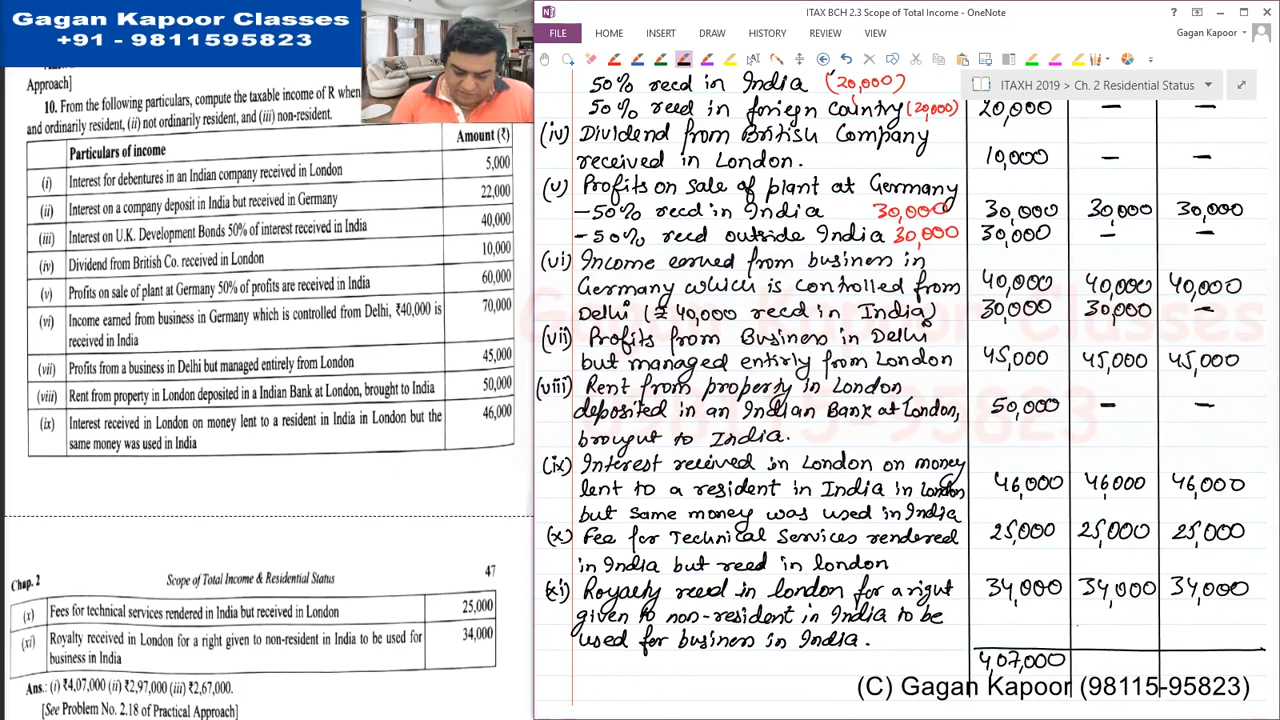 Gagan Kapoor Classes
+91 - 9811595823
ITAX BCH 2.3 Scope of Total Income - OneNote
FILE HOME INSERT DRAW HISTORY REVIEW VIEW
Gagan Kapoor
ITAXH 2019 > Ch. 2 Residential Status
Approach]
10. From the following particulars, compute the taxable income of R when
and ordinarily resident, (ii) not ordinarily resident, and (iii) non-resident.
Particulars of income Amount (₹)
(i) Interest for debentures in an Indian company received in London 5,000
(ii) Interest on a company deposit in India but received in Germany 22,000
(iii) Interest on U.K. Development Bonds 50% of interest received in India 40,000
(iv) Dividend from British Co. received in London 10,000
(v) Profits on sale of plant at Germany 50% of profits are received in India 60,000
(vi) Income earned from business in Germany which is controlled from Delhi, ₹40,000 is 70,000
received in India
(vii) Profits from a business in Delhi but managed entirely from London 45,000
(viii) Rent from property in London deposited in a Indian Bank at London, brought to India 50,000
(ix) Interest received in London on money lent to a resident in India in London but the 46,000
same money was used in India
Chap. 2 Scope of Total Income & Residential Status 47
(x) Fees for technical services rendered in India but received in London 25,000
(xi) Royalty received in London for a right given to non-resident in India to be used for 34,000
business in India
Ans.: (i) ₹4,07,000 (ii) ₹2,97,000 (iii) ₹2,67,000.
[See Problem No. 2.18 of Practical Approach]
50% recd in India (20,000)
50% recd in foriegn country (20,000) 20,000 — —
(iv) Dividend from British Company
received in London. 10,000 — —
(v) Profits on sale of plant at Germany
- 50% recd in India 30,000 30,000 30,000 30,000
- 50% recd outside India 30,000 30,000 — —
(vi) Income earned from business in
Germany which is controlled from 40,000 40,000 40,000
Delhi (₹ 40,000 recd in India) 30,000 30,000 —
(vii) Profits from Business in Delhi
but managed entirly from London 45,000 45,000 45,000
(viii) Rent from property in London
deposited in an Indian Bank at London, 50,000 — —
brougut to India.
(ix) Interest received in London on money
lent to a resident in India in London 46,000 46,000 46,000
but same money was used in India
(x) Fee for Technical Services rendered 25,000 25,000 25,000
in India but recd in london
(xi) Royalty recd in london for a right 34,000 34,000 34,000
given to non-resident in India to be
used for business in India.
4,07,000
(C) Gagan Kapoor (98115-95823)